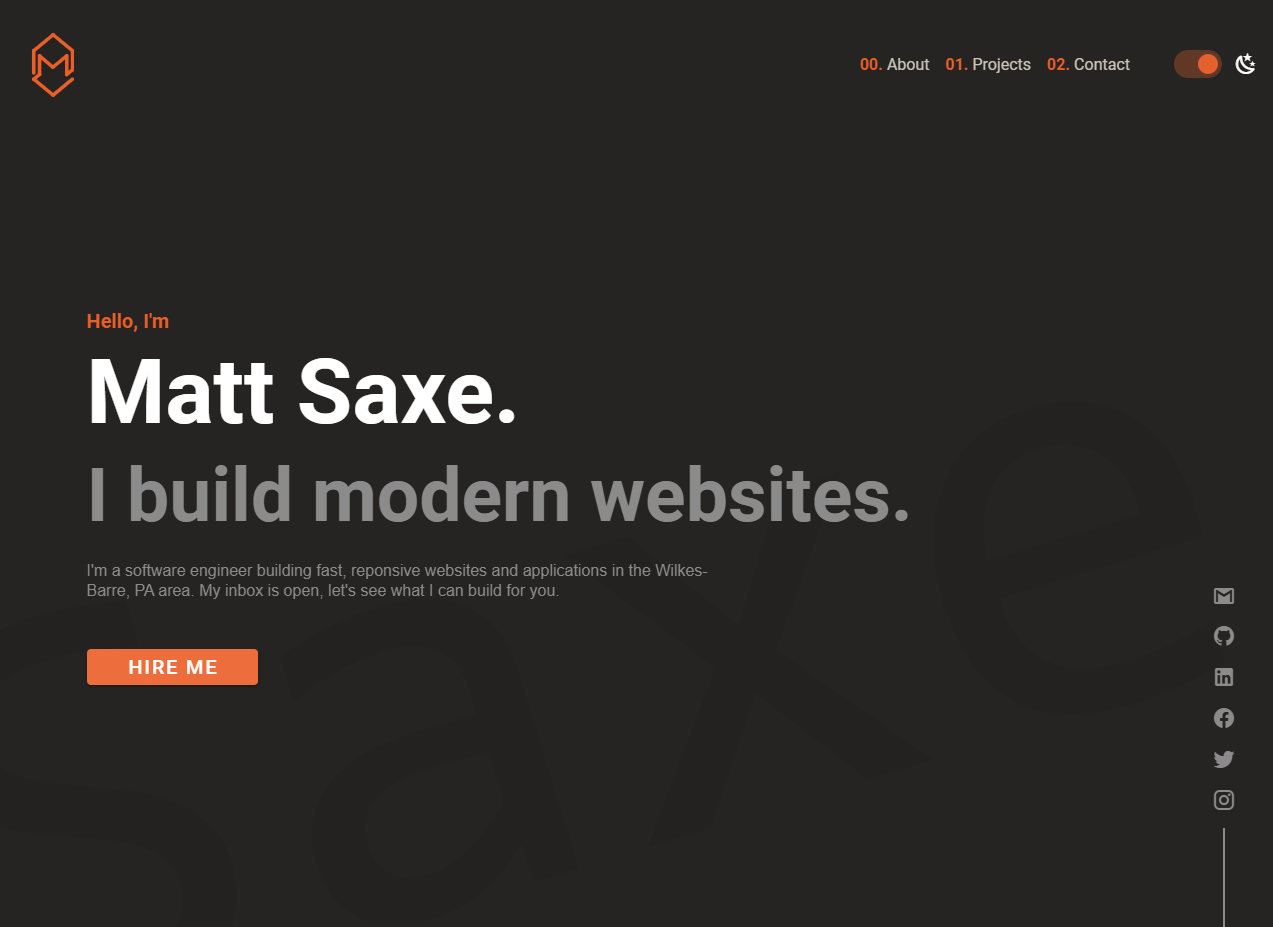 00. About 01. Projects 02. Contact
Hello, I'm
Matt Saxe.
I build modern websites.
I'm a software engineer building fast, reponsive websites and applications in the Wilkes-
Barre, PA area. My inbox is open, let's see what I can build for you.
HIRE ME
saxe